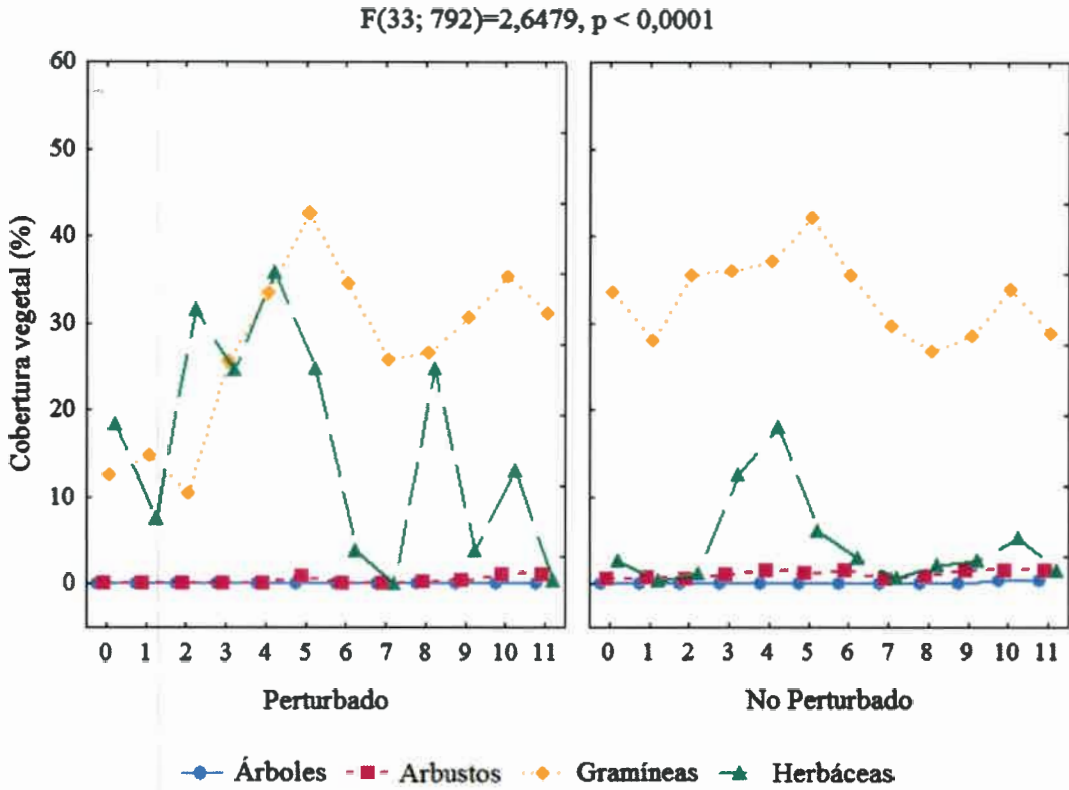 F(33; 792)=2,6479, p < 0,0001
Cobertura vegetal (%)
60
50
40
30
20
10
0
0 1 2 3 4 5 6 7 8 9 10 11
0 1 2 3 4 5 6 7 8 9 10 11
Perturbado
No Perturbado
Árboles Arbustos Gramíneas Herbáceas